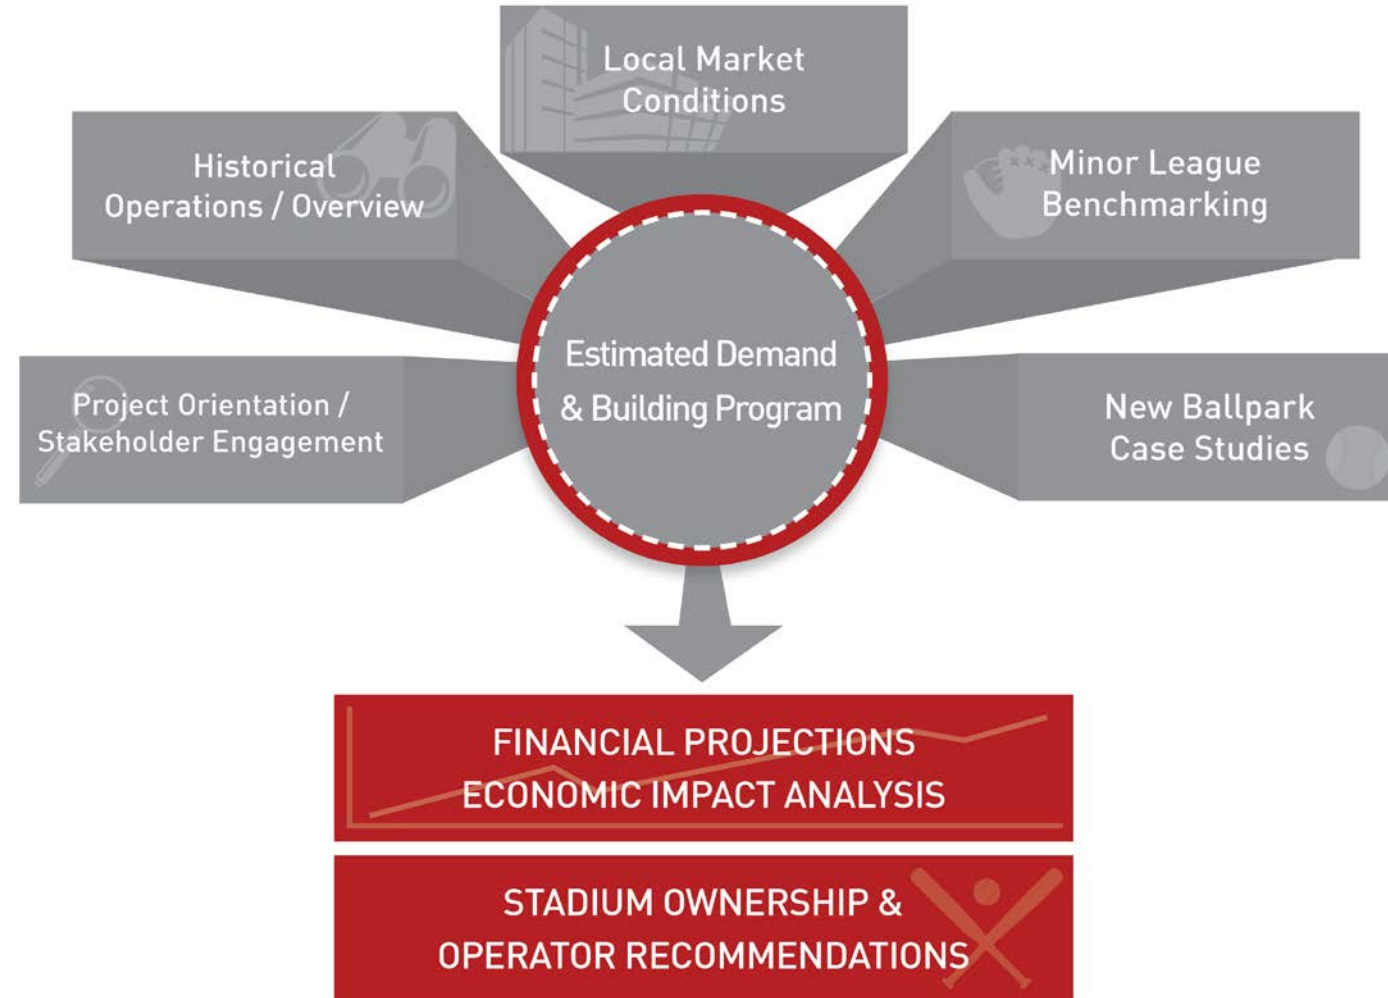 Local Market
Conditions
Historical
Operations / Overview
Minor League
Benchmarking
Estimated Demand
& Building Program
Project Orientation /
Stakeholder Engagement
New Ballpark
Case Studies
FINANCIAL PROJECTIONS
ECONOMIC IMPACT ANALYSIS
STADIUM OWNERSHIP &
OPERATOR RECOMMENDATIONS